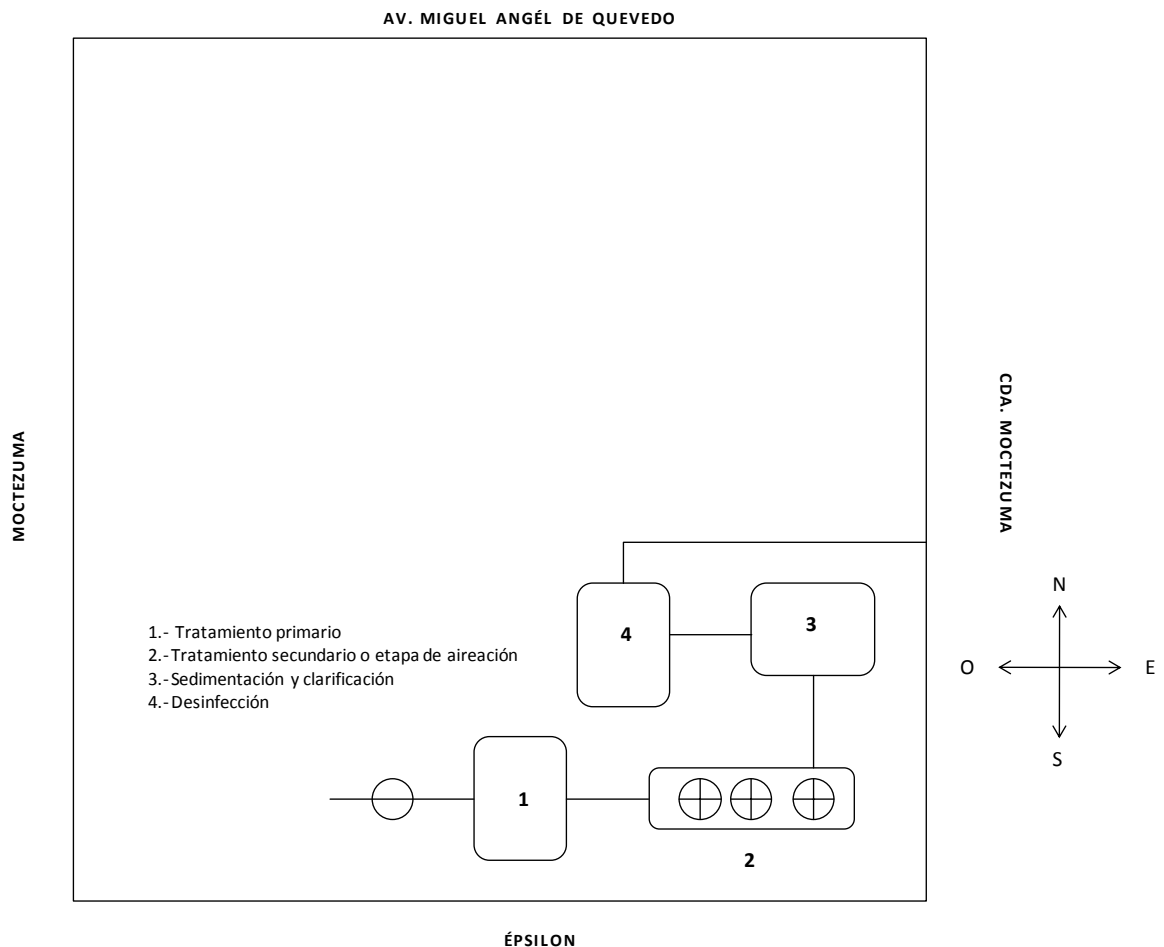 AV. MIGUEL ANGÉL DE QUEVEDO
MOCTEZUMA
CDA. MOCTEZUMA
N
O
E
S
4
3
1.- Tratamiento primario
2.-Tratamiento secundario o etapa de aireación
3.-Sedimentación y clarificación
4.-Desinfección
1
2
ÉPSILON